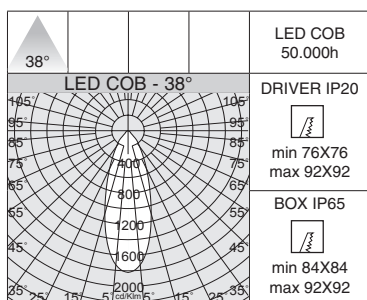 38°
LED COB
50.000h
LED COB - 38°
105° 105°
95° 95°
85° 85°
75° 75°
65° 65°
55° 55°
45° 45°
400
800
1200
1600
2000
cd/Klm
35° 25° 15° 5° 5° 15° 25° 35°
DRIVER IP20
min 76X76
max 92X92
BOX IP65
min 84X84
max 92X92